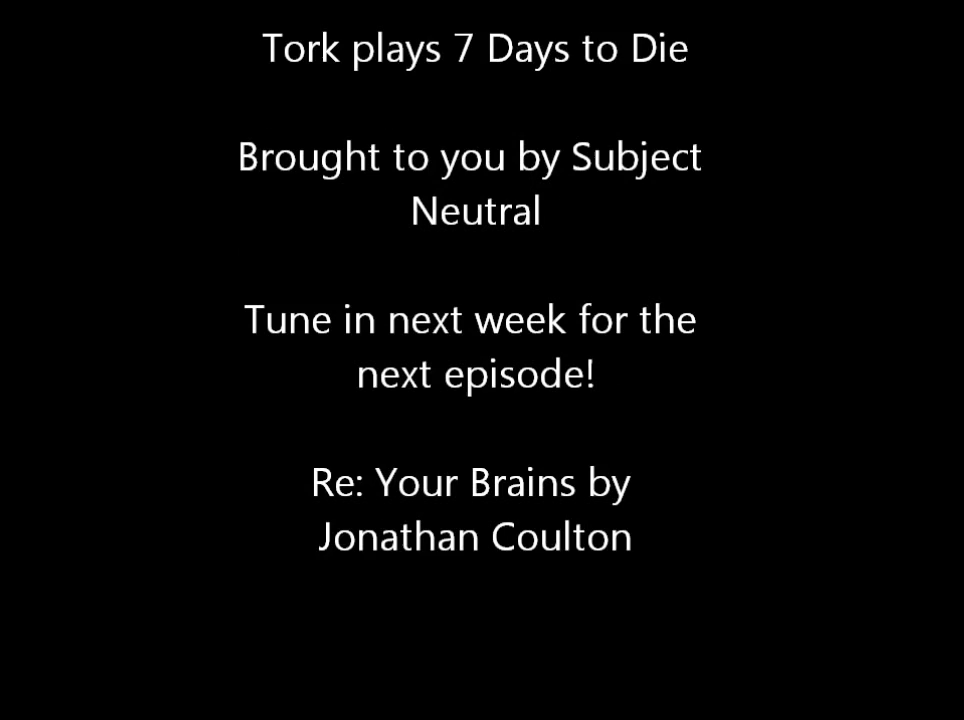 Tork plays 7 Days to Die
Brought to you by Subject
Neutral
Tune in next week for the
next episode!
Re: Your Brains by
Jonathan Coulton